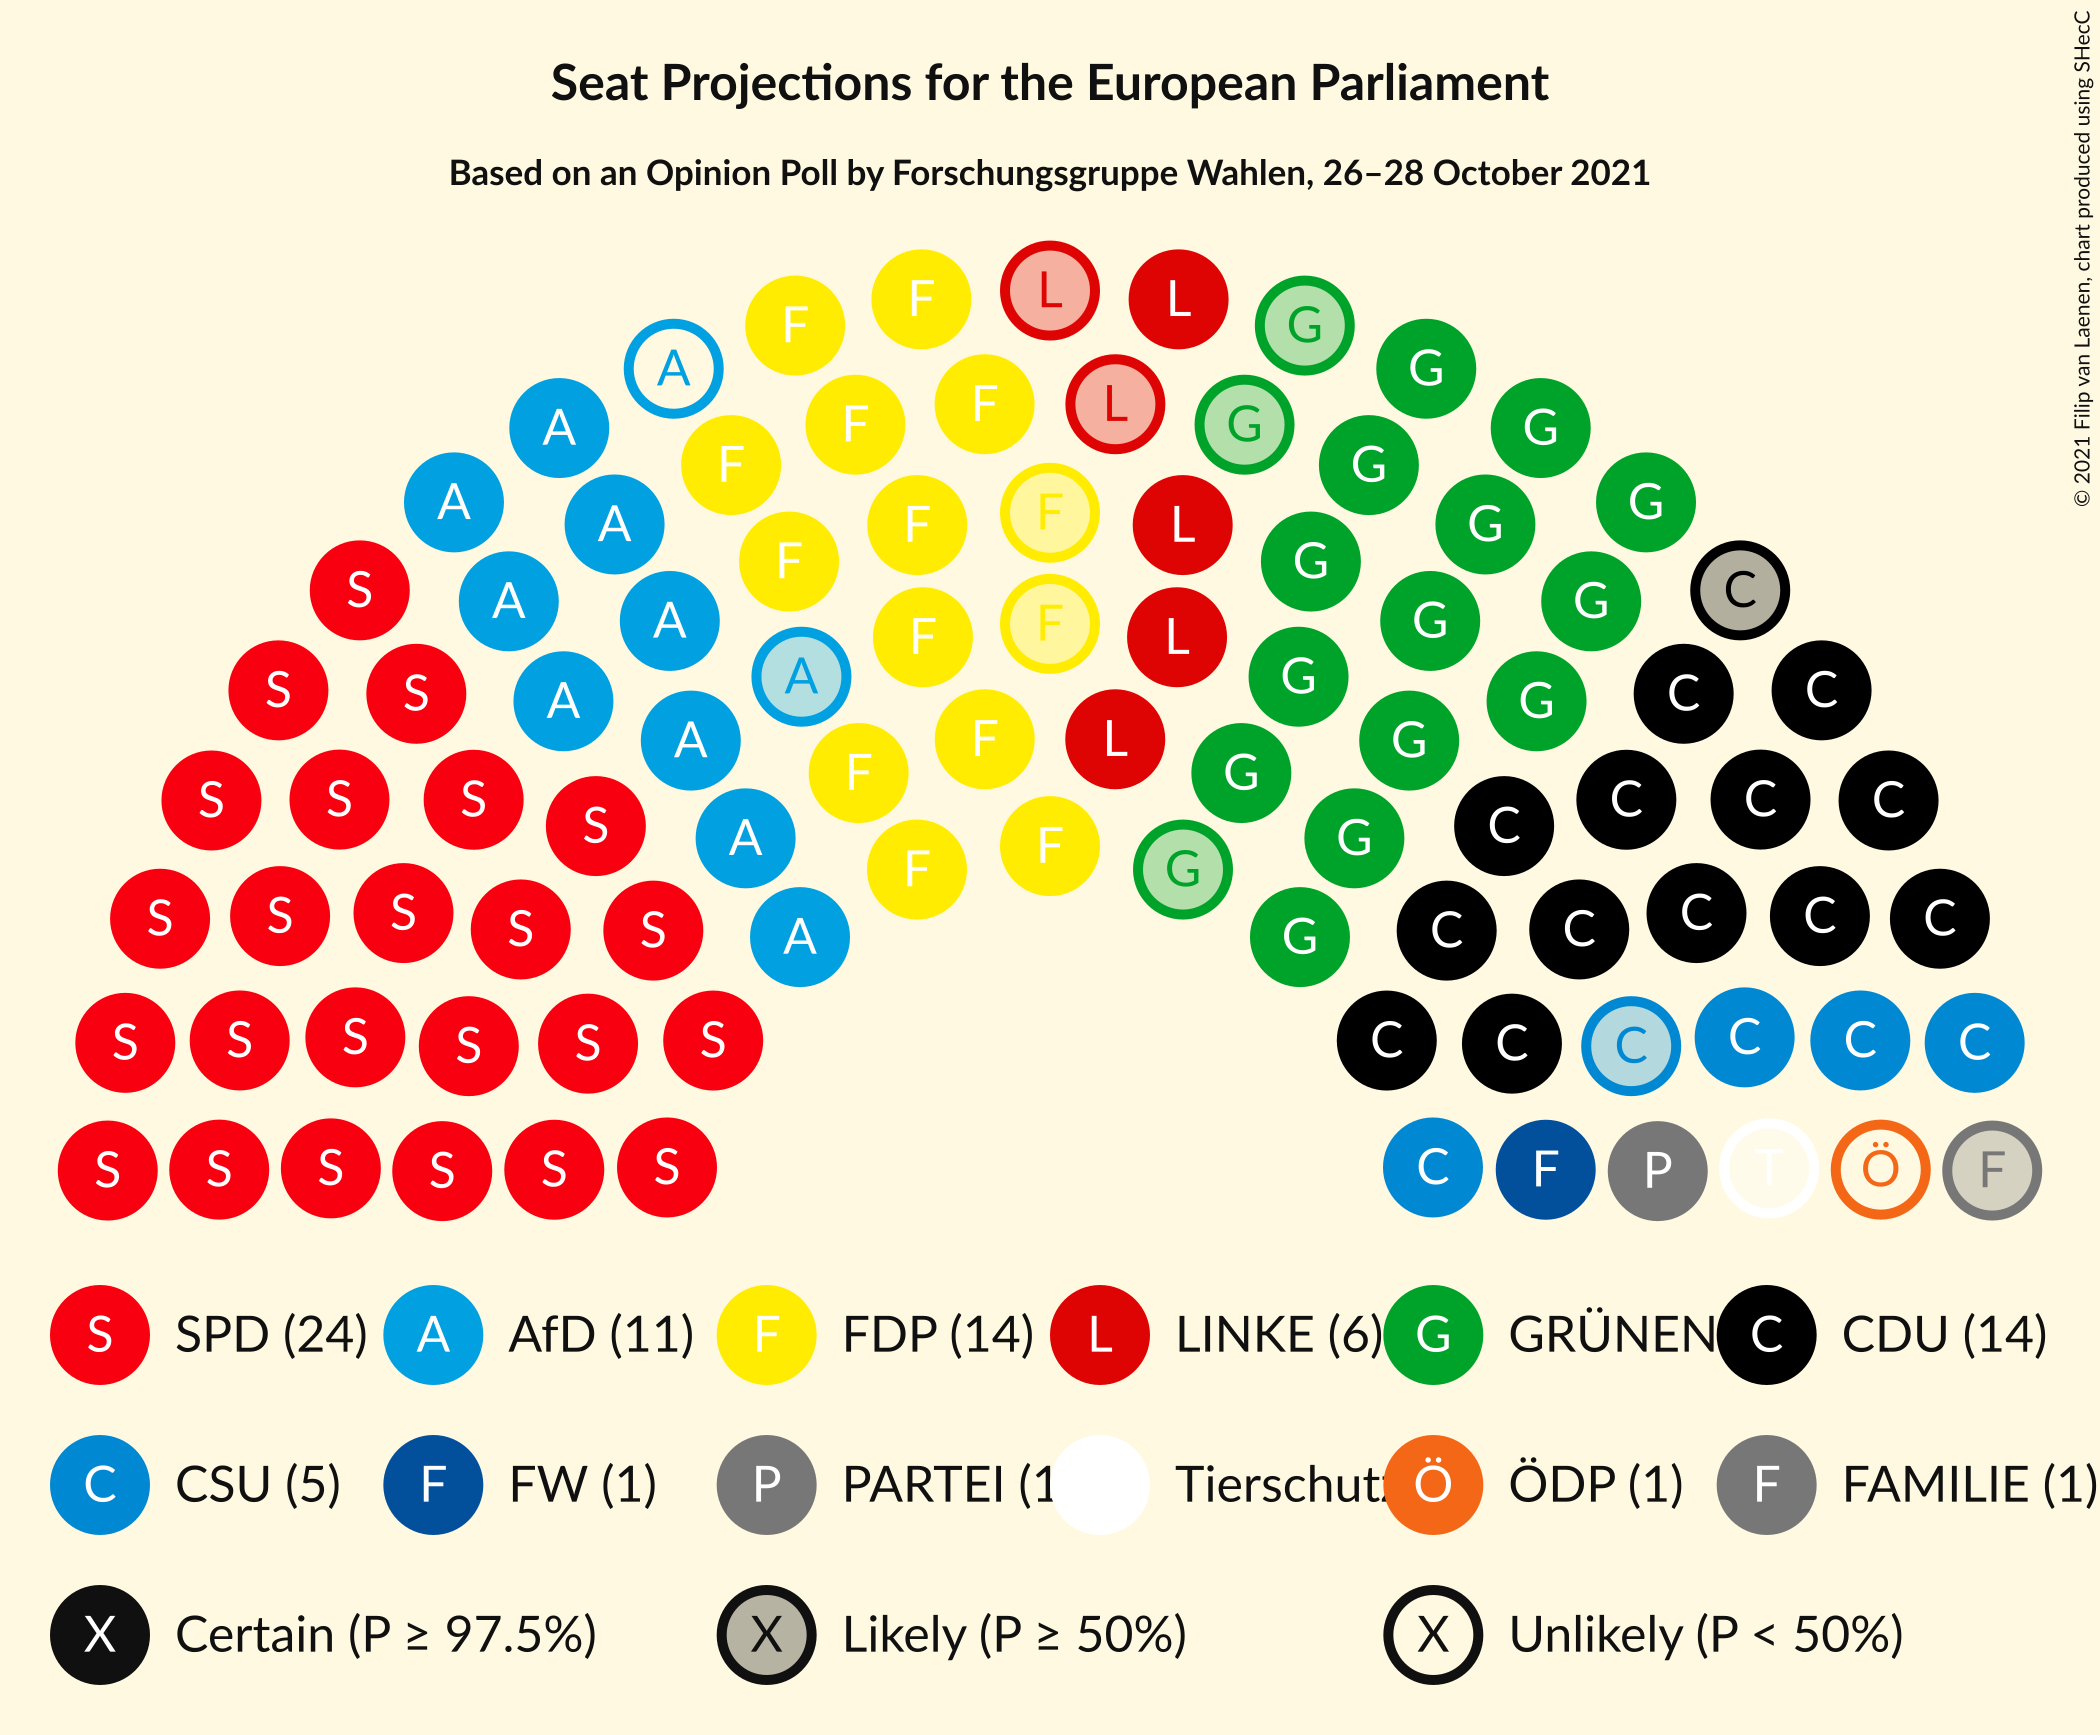 Seat Projections for the European Parliament
Based on an Opinion Poll by Forschungsgruppe Wahlen, 26–28 October 2021
© 2021 Filip van Laenen, chart produced using SHecC
L
F L
F G
A F F L G G
A F G G
A F F L G
A F G G
S A A F F L G G G C
S S A A A F G G G C C
S S S A F F L G G C C C
S S A F G G C C
S S S S S A F G G C C C C C
S S S S S S C C C C C C
S S S S S S C F P T Ö F
S SPD (24) A AfD (11) F FDP (14) L LINKE (6) G GRÜNEN C CDU (14)
C CSU (5) F FW (1) P PARTEI (1 Tierschutz Ö ÖDP (1) F FAMILIE (1)
X Certain (P ≥ 97.5%) X Likely (P ≥ 50%) X Unlikely (P < 50%)